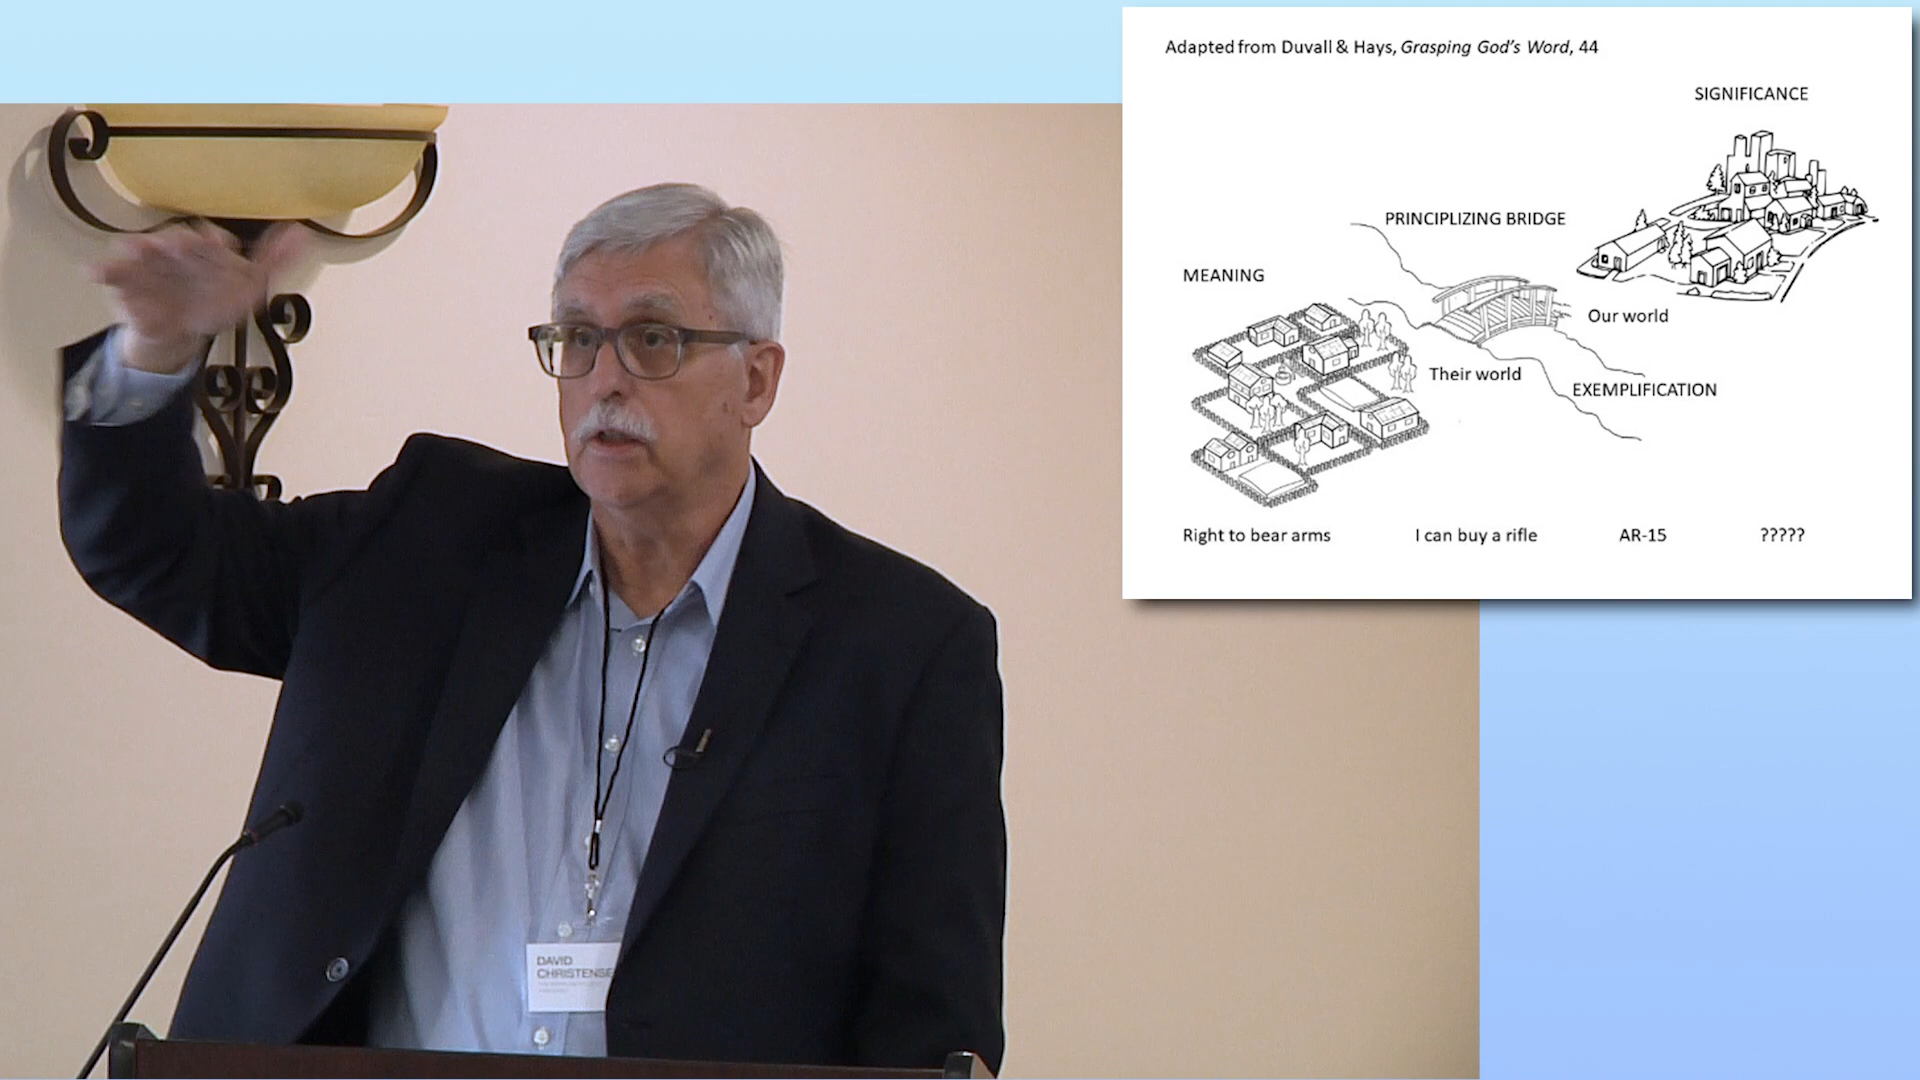 Adapted from Duvall & Hays, Grasping God's Word, 44
SIGNIFICANCE
PRINCIPLIZING BRIDGE
MEANING
Our world
Their world
EXEMPLIFICATION
Right to bear arms I can buy a rifle AR-15 ?????
DAVID
CHRISTENSE